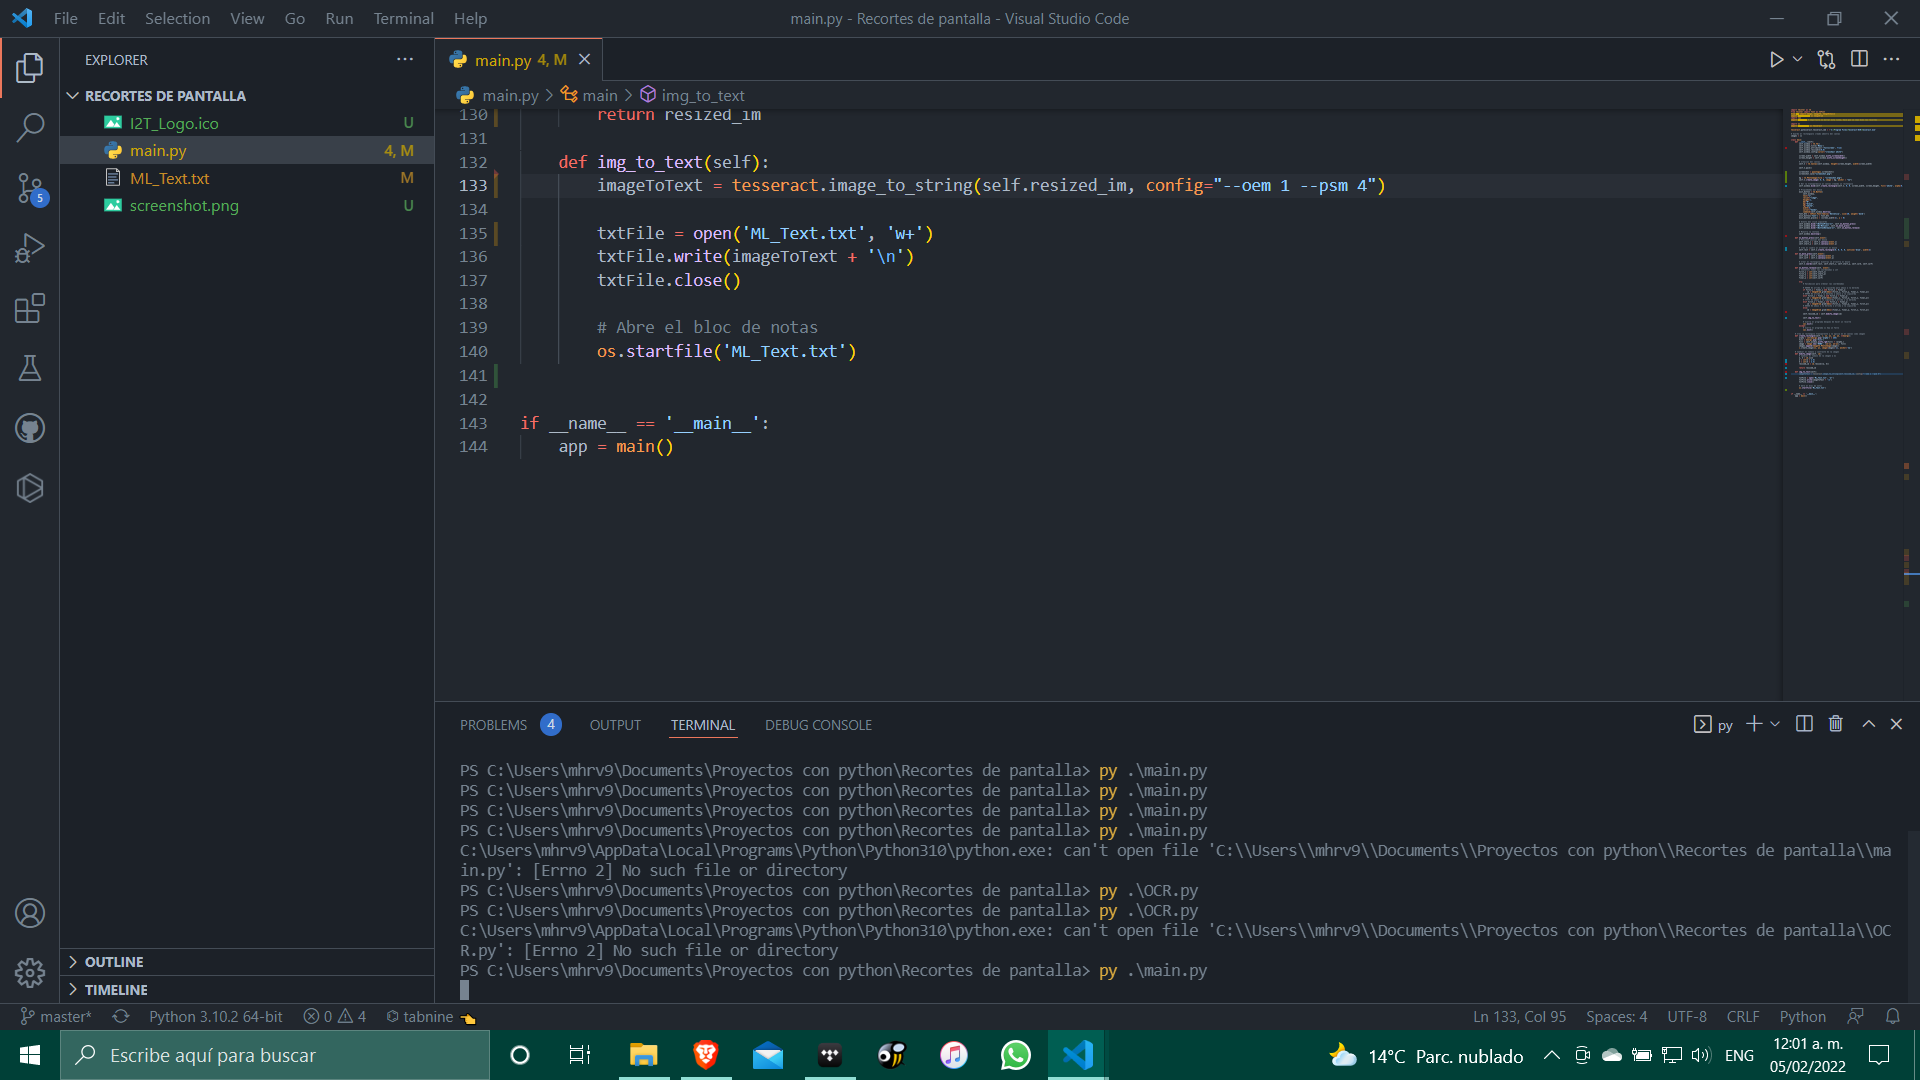 File Edit Selection View Go Run Terminal Help
main.py - Recortes de pantalla - Visual Studio Code
EXPLORER
RECORTES DE PANTALLA
I2T_Logo.ico U
main.py 4, M
ML_Text.txt M
screenshot.png U
5
OUTLINE
TIMELINE
main.py 4, M
main.py > main > img_to_text
130 return resized_im
131
132 def img_to_text(self):
133 imageToText = tesseract.image_to_string(self.resized_im, config="--oem 1 --psm 4")
134
135 txtFile = open('ML_Text.txt', 'w+')
136 txtFile.write(imageToText + '\n')
137 txtFile.close()
138
139 # Abre el bloc de notas
140 os.startfile('ML_Text.txt')
141
142
143 if __name__ == '__main__':
144 app = main()
PROBLEMS 4 OUTPUT TERMINAL DEBUG CONSOLE
py
PS C:\Users\mhrv9\Documents\Proyectos con python\Recortes de pantalla> py .\main.py
PS C:\Users\mhrv9\Documents\Proyectos con python\Recortes de pantalla> py .\main.py
PS C:\Users\mhrv9\Documents\Proyectos con python\Recortes de pantalla> py .\main.py
PS C:\Users\mhrv9\Documents\Proyectos con python\Recortes de pantalla> py .\main.py
C:\Users\mhrv9\AppData\Local\Programs\Python\Python310\python.exe: can't open file 'C:\\Users\\mhrv9\\Documents\\Proyectos con python\\Recortes de pantalla\\ma
in.py': [Errno 2] No such file or directory
PS C:\Users\mhrv9\Documents\Proyectos con python\Recortes de pantalla> py .\OCR.py
PS C:\Users\mhrv9\Documents\Proyectos con python\Recortes de pantalla> py .\OCR.py
C:\Users\mhrv9\AppData\Local\Programs\Python\Python310\python.exe: can't open file 'C:\\Users\\mhrv9\\Documents\\Proyectos con python\\Recortes de pantalla\\OC
R.py': [Errno 2] No such file or directory
PS C:\Users\mhrv9\Documents\Proyectos con python\Recortes de pantalla> py .\main.py
master* Python 3.10.2 64-bit 0 4 tabnine Ln 133, Col 95 Spaces: 4 UTF-8 CRLF Python
Escribe aquí para buscar
14°C Parc. nublado ENG
12:01 a. m.
05/02/2022